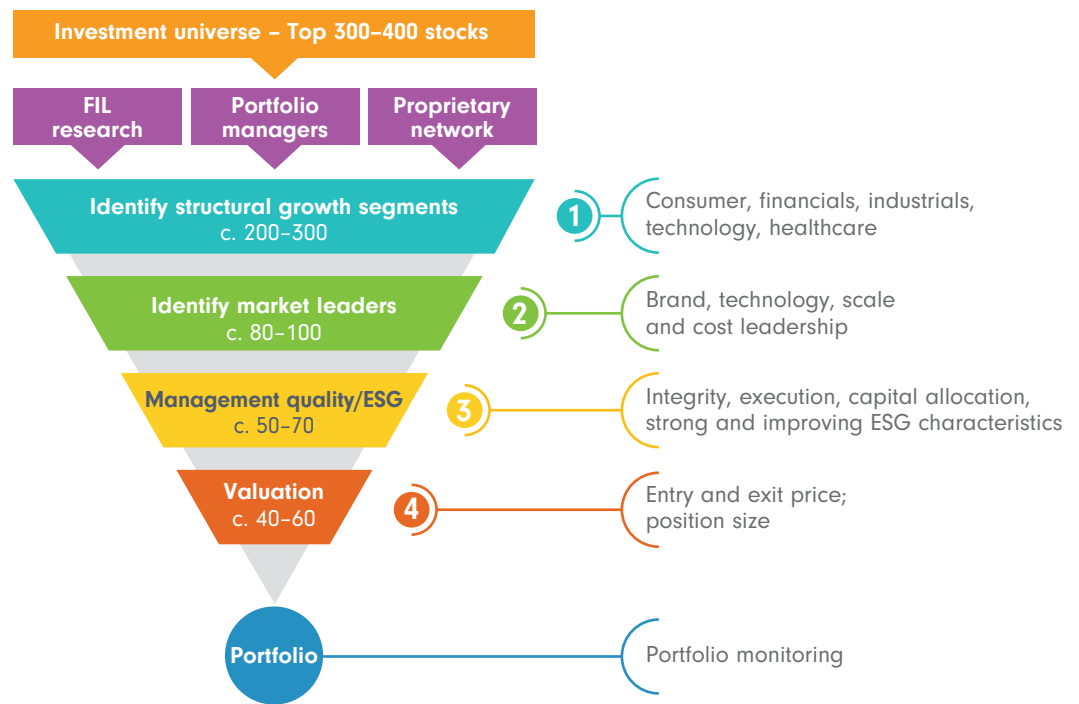 Investment universe – Top 300–400 stocks
FIL
research
Portfolio
managers
Proprietary
network
Identify structural growth segments
c. 200–300
1
Consumer, financials, industrials,
technology, healthcare
Identify market leaders
c. 80–100
2
Brand, technology, scale
and cost leadership
Management quality/ESG
c. 50–70
3
Integrity, execution, capital allocation,
strong and improving ESG characteristics
Valuation
c. 40–60
4
Entry and exit price;
position size
Portfolio
Portfolio monitoring